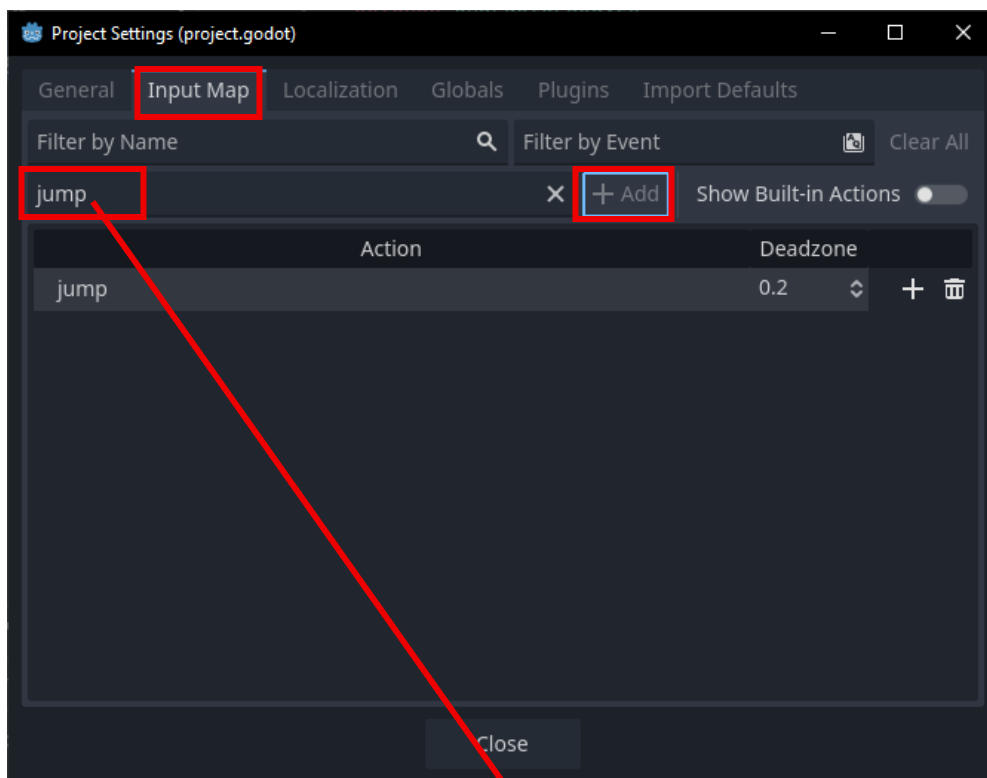 Project Settings (project.godot)
General Input Map Localization Globals Plugins Import Defaults
Filter by Name Filter by Event Clear All
jump + Add Show Built-in Actions
Action Deadzone
jump 0.2
Close